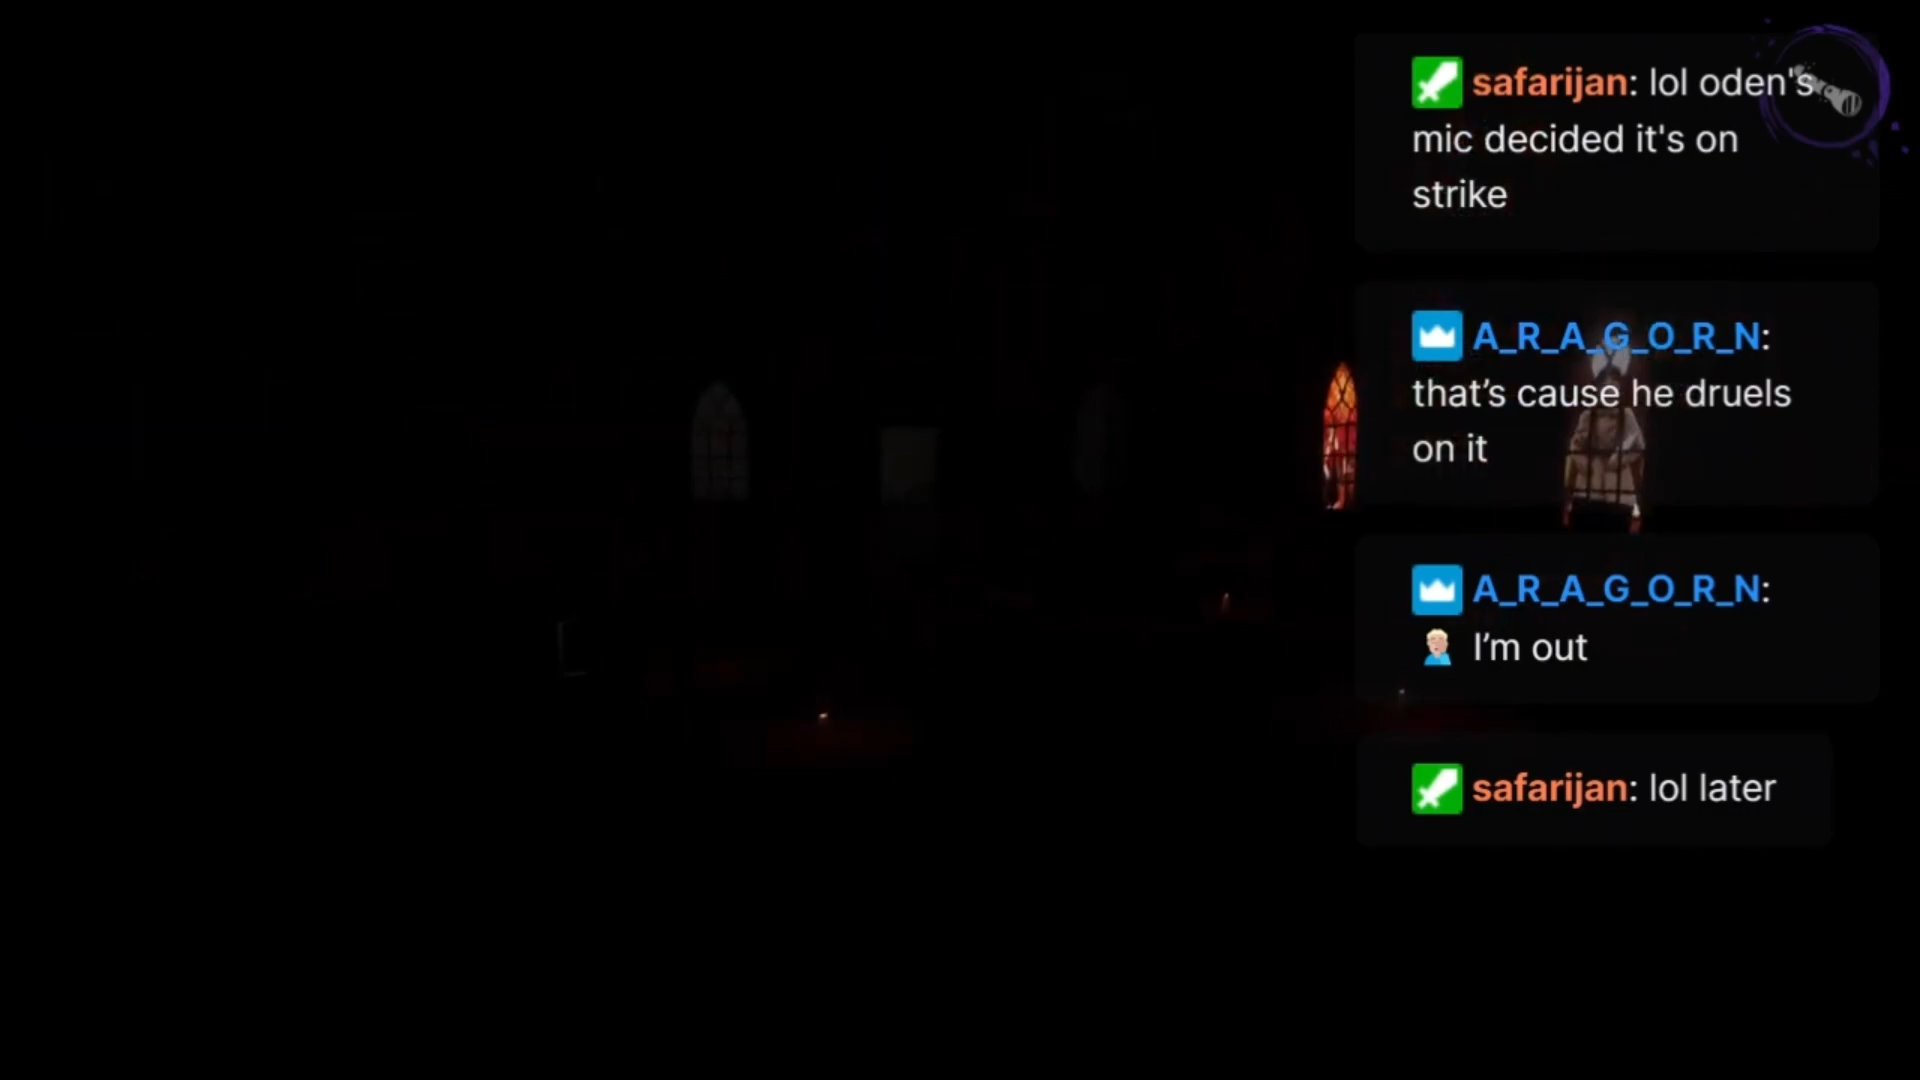 safarijan: lol oden's
mic decided it's on
strike
A_R_A_G_O_R_N:
that’s cause he druels
on it
A_R_A_G_O_R_N:
I’m out
safarijan: lol later